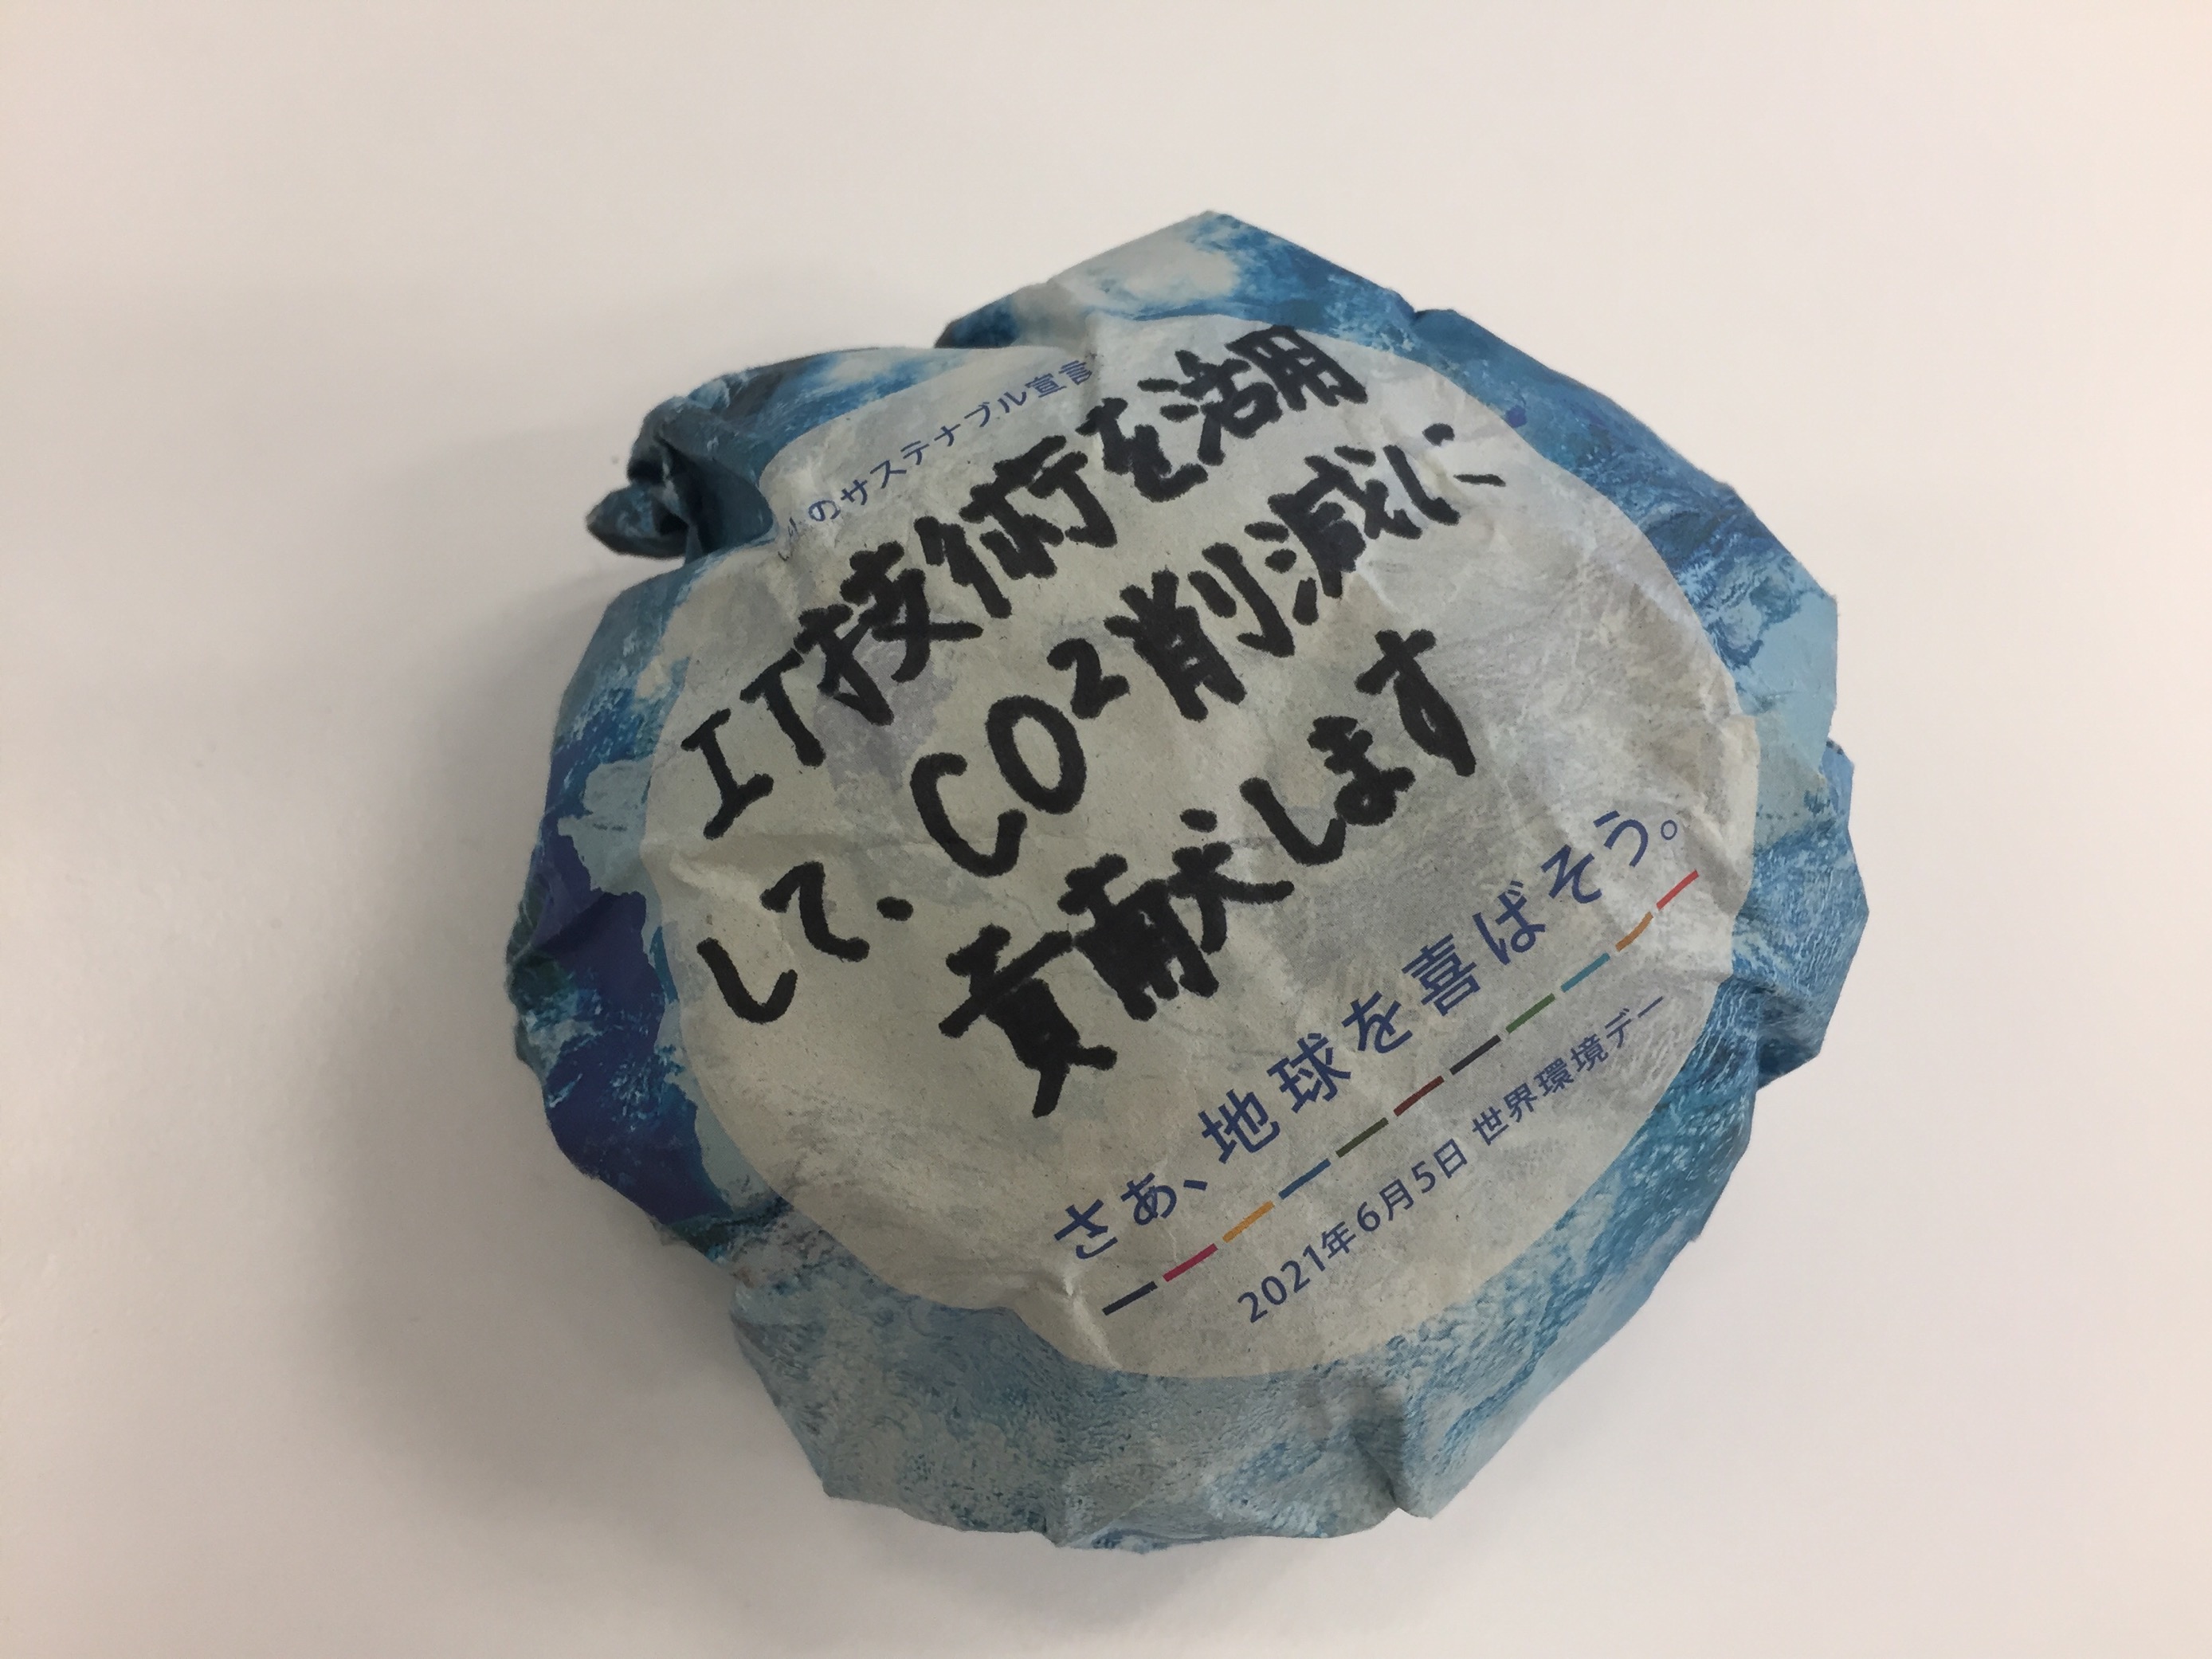 のサステナブル宣言
IT技術を活用
して、CO²削減に
貢献します
さぁ、地球を喜ばそう。
2021年6月5日 世界環境デー